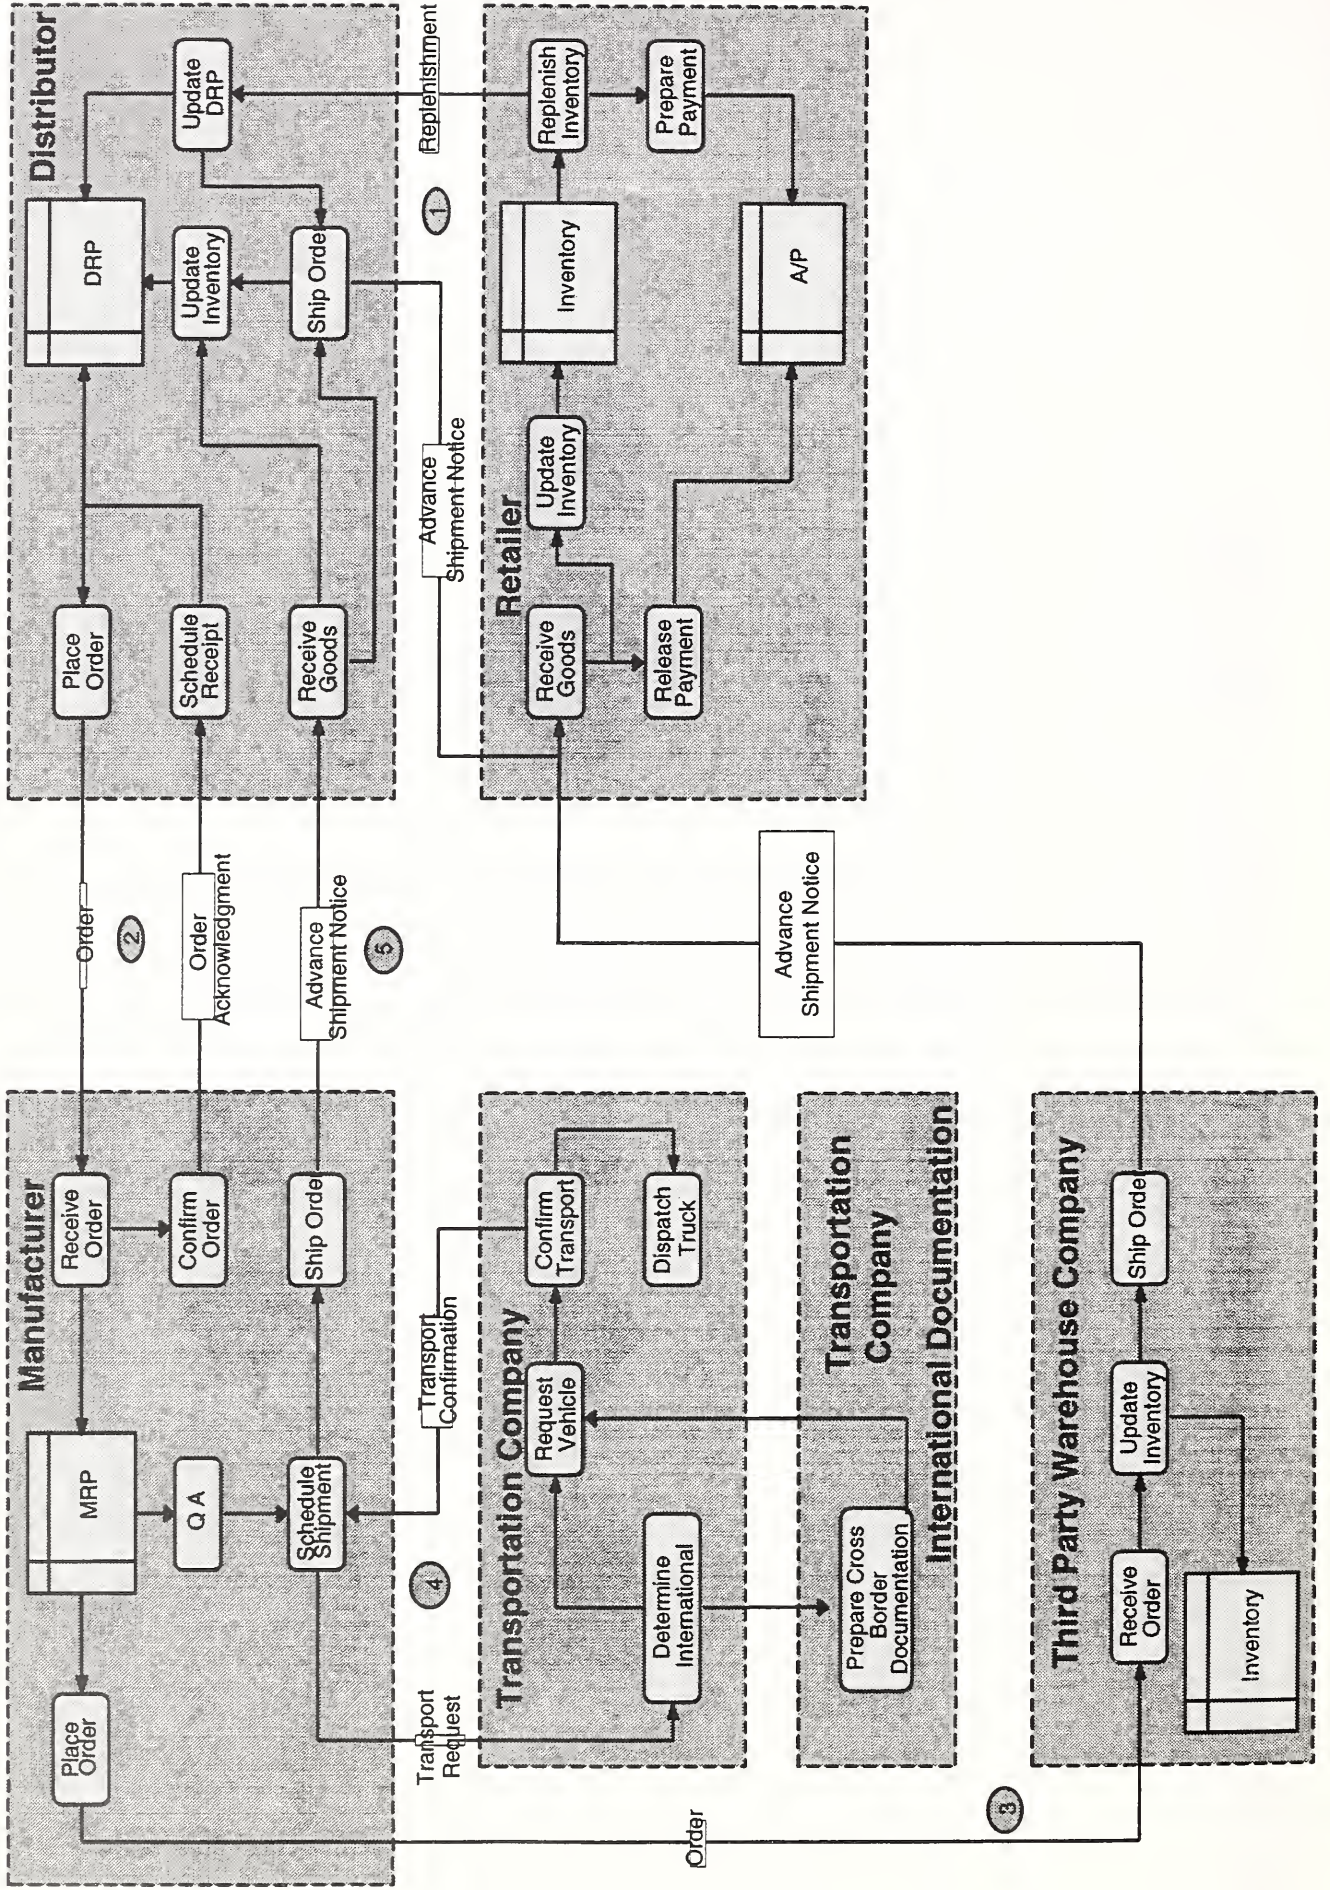 Manufacturer
Place
Order
MRP
Receive
Order
Q A
Confirm
Order
Schedule
Shipment
Ship Order
Order
2
Order
Acknowledgment
Advance
Shipment Notice
5
Distributor
Place
Order
DRP
Schedule
Receipt
Update
Inventory
Update
DRP
Receive
Goods
Ship Order
Transport
Request
4
Transport
Confirmation
Advance
Shipment Notice
1
Replenishment
Transportation Company
Request
Vehicle
Confirm
Transport
Determine
International
Dispatch
Truck
Retailer
Receive
Goods
Update
Inventory
Inventory
Replenish
Inventory
Release
Payment
Prepare
Payment
A/P
Order
Advance
Shipment Notice
Transportation
Company
International Documentation
Prepare Cross
Border
Documentation
3
Third Party Warehouse Company
Receive
Order
Update
Inventory
Ship Order
Inventory